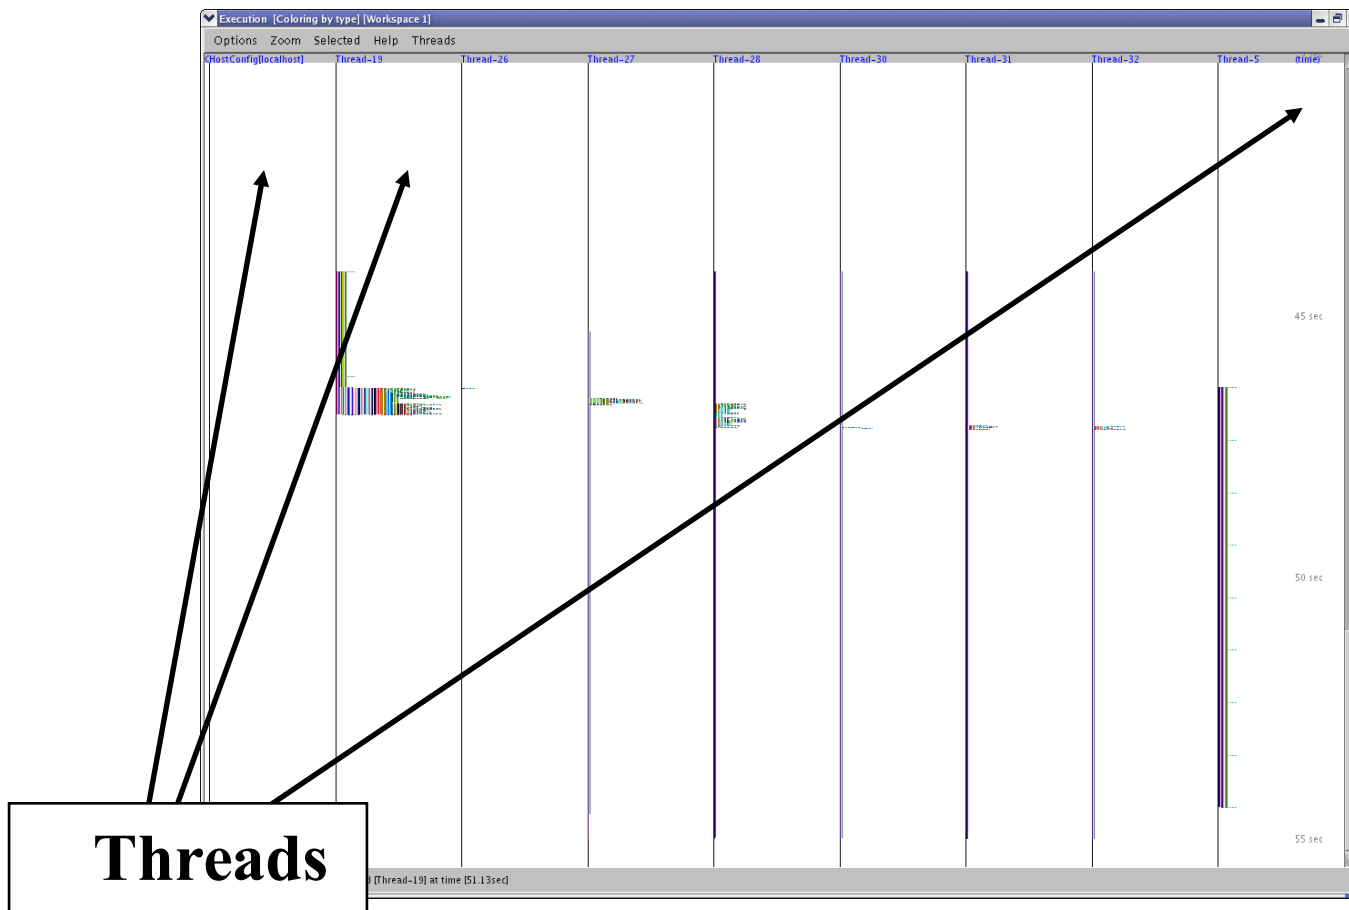 Execution [Coloring by type] [Workspace 1]
Options Zoom Selected Help Threads
HostConfig[localhost] Thread-19 Thread-26 Thread-27 Thread-28 Thread-30 Thread-31 Thread-32 Thread-5 (time)
45 sec
50 sec
55 sec
Threads
[Thread-19] at time [51.13sec]